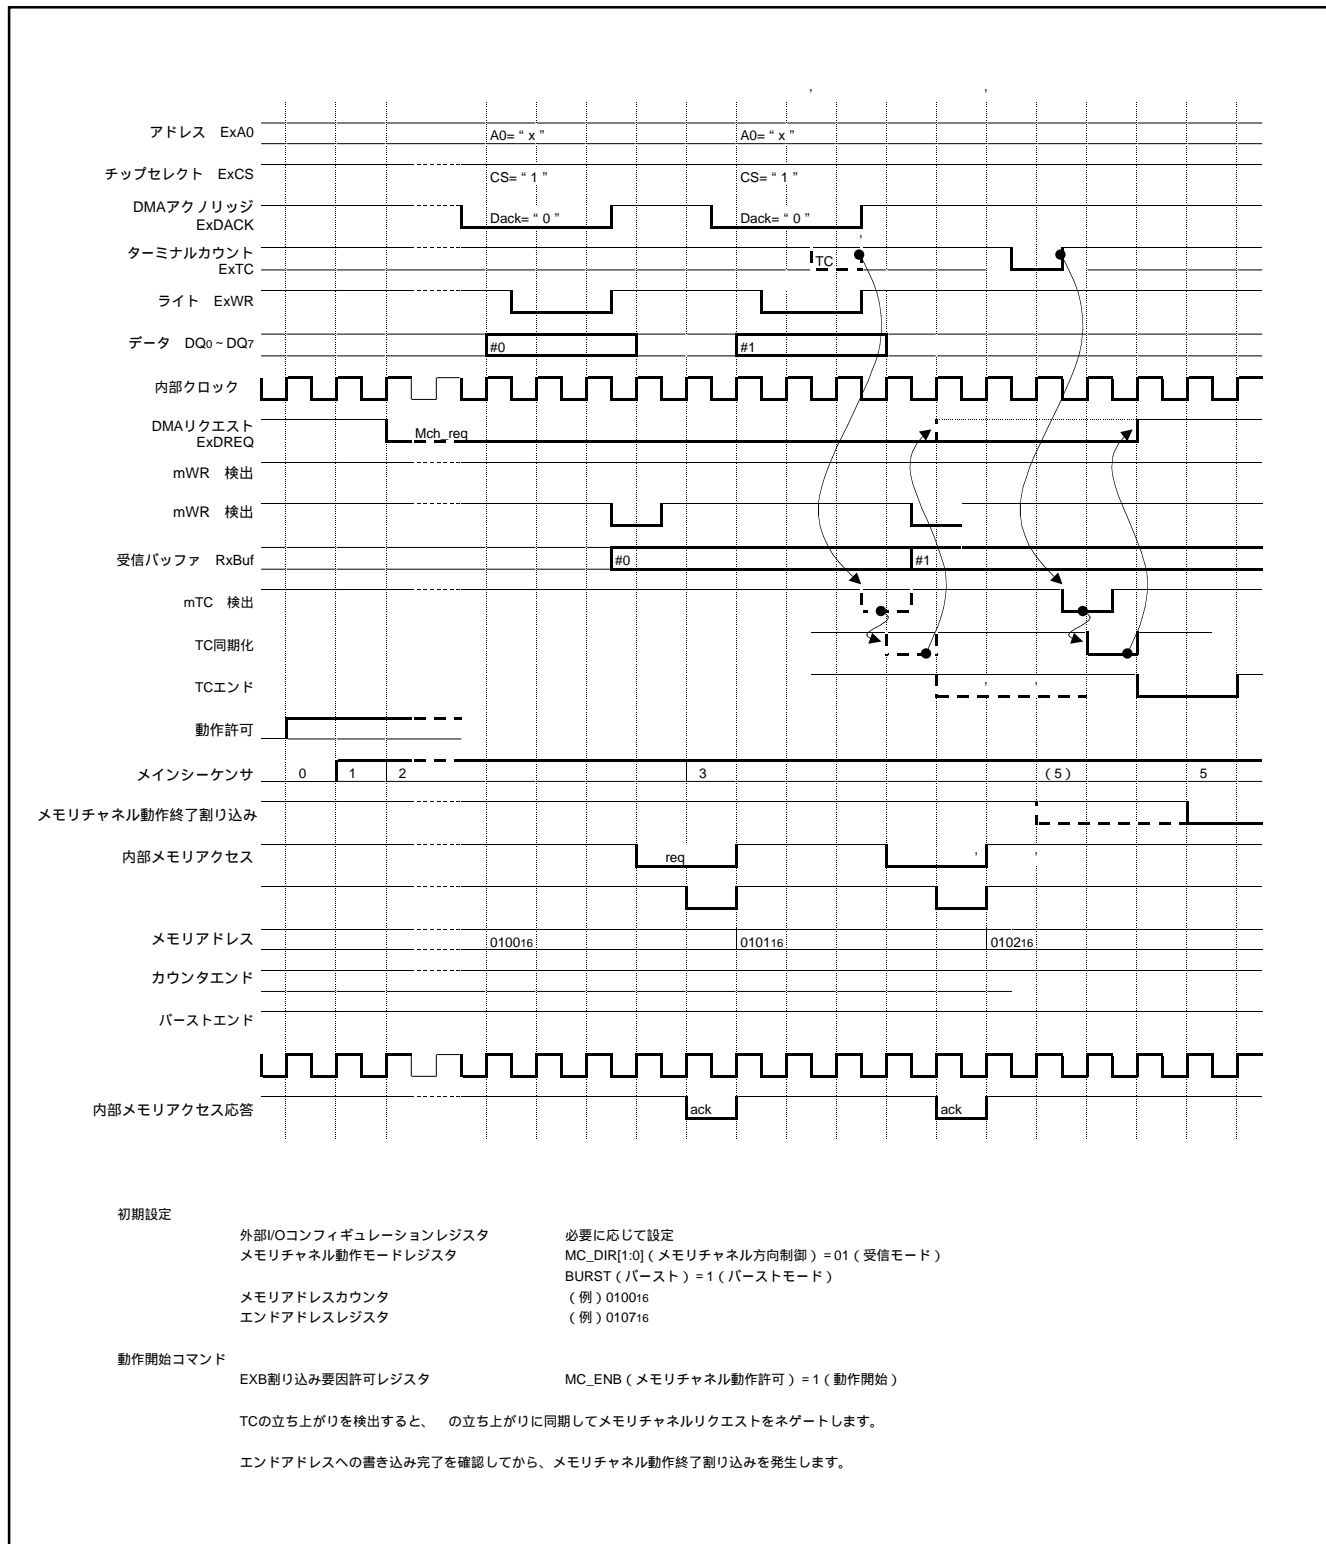 ,
,
アドレス ExA0
A0= “ x ”
A0= “ x ”
チップセレクト ExCS
CS= “ 1 ”
CS= “ 1 ”
DMAアクノリッジ
ExDACK
Dack= “ 0 ”
Dack= “ 0 ”
,
ターミナルカウント
ExTC
TC
ライト ExWR
データ DQ0 ~ DQ7
#0
#1
内部クロック
DMAリクエスト
ExDREQ
Mch_req
mWR 検出
mWR 検出
受信バッファ RxBuf
#0
#1
mTC 検出
TC同期化
TCエンド
,
,
動作許可
メインシーケンサ
0
1
2
3
(5)
5
メモリチャネル動作終了割り込み
内部メモリアクセス
req
,
,
メモリアドレス
010016
010116
010216
カウンタエンド
バーストエンド
内部メモリアクセス応答
ack
ack
初期設定
外部I/Oコンフィギュレーションレジスタ 必要に応じて設定
メモリチャネル動作モードレジスタ MC_DIR[1:0](メモリチャネル方向制御)= 01(受信モード)
BURST(バースト)= 1(バーストモード)
メモリアドレスカウンタ (例)010016
エンドアドレスレジスタ (例)010716
動作開始コマンド
EXB割り込み要因許可レジスタ MC_ENB(メモリチャネル動作許可)= 1(動作開始)
TCの立ち上がりを検出すると、 の立ち上がりに同期してメモリチャネルリクエストをネゲートします。
エンドアドレスへの書き込み完了を確認してから、メモリチャネル動作終了割り込みを発生します。